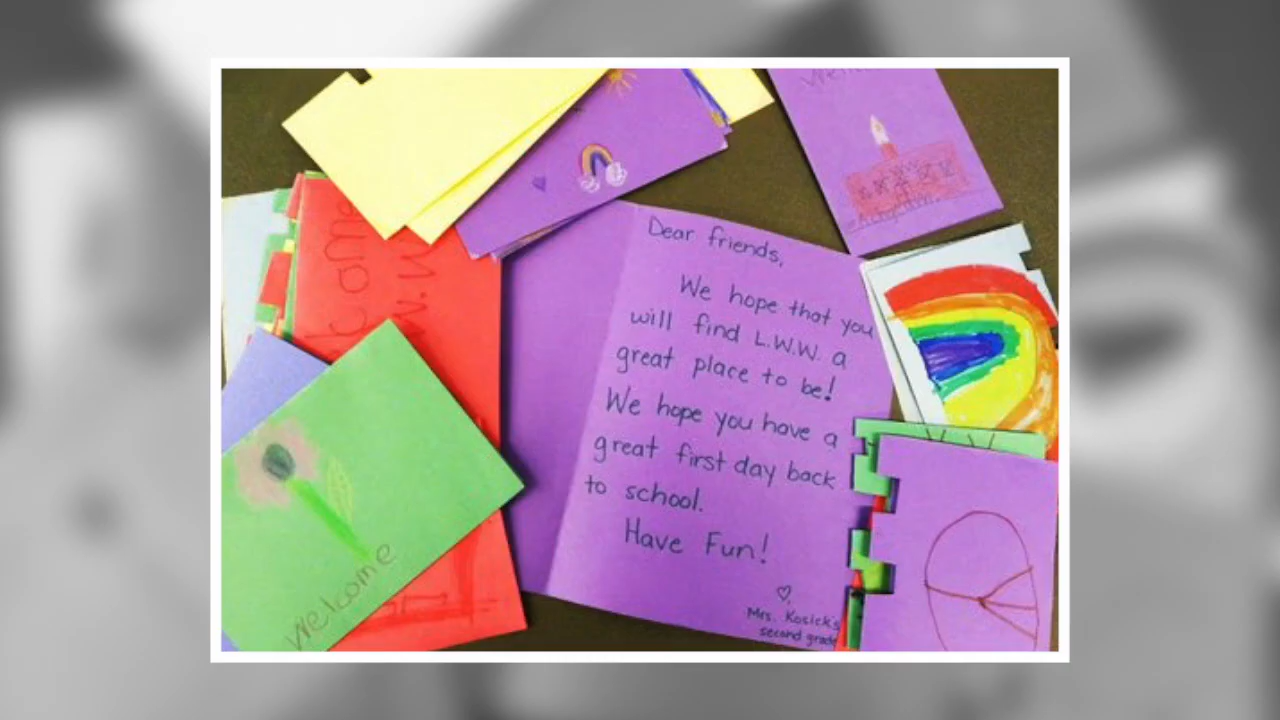 Dear friends,
We hope that you
will find L.W.W. a
great place to be!
We hope you have a
great first day back
to school.
Have Fun!
Mrs. Kosick's
second grade
Welcome